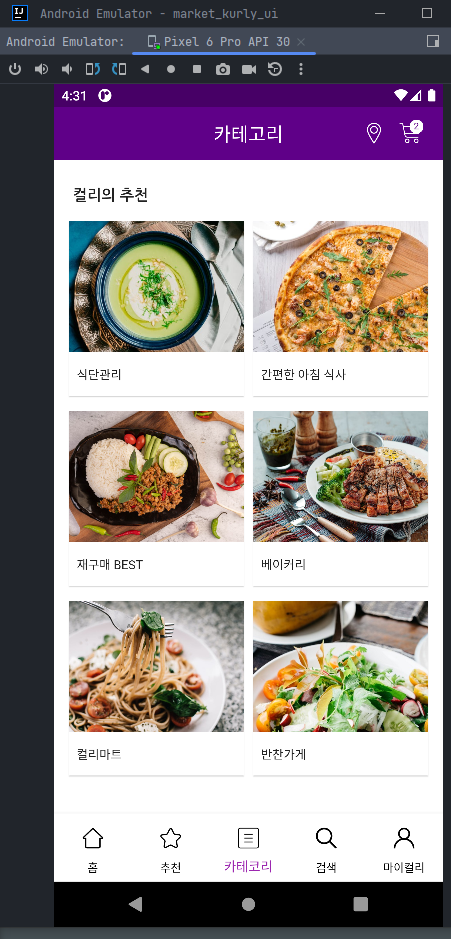 Android Emulator - market_kurly_ui
Android Emulator: Pixel 6 Pro API 30
4:31
카테고리
2
컬리의 추천
식단관리
간편한 아침 식사
재구매 BEST
베이커리
컬리마트
반찬가게
홈
추천
카테코리
검색
마이컬리